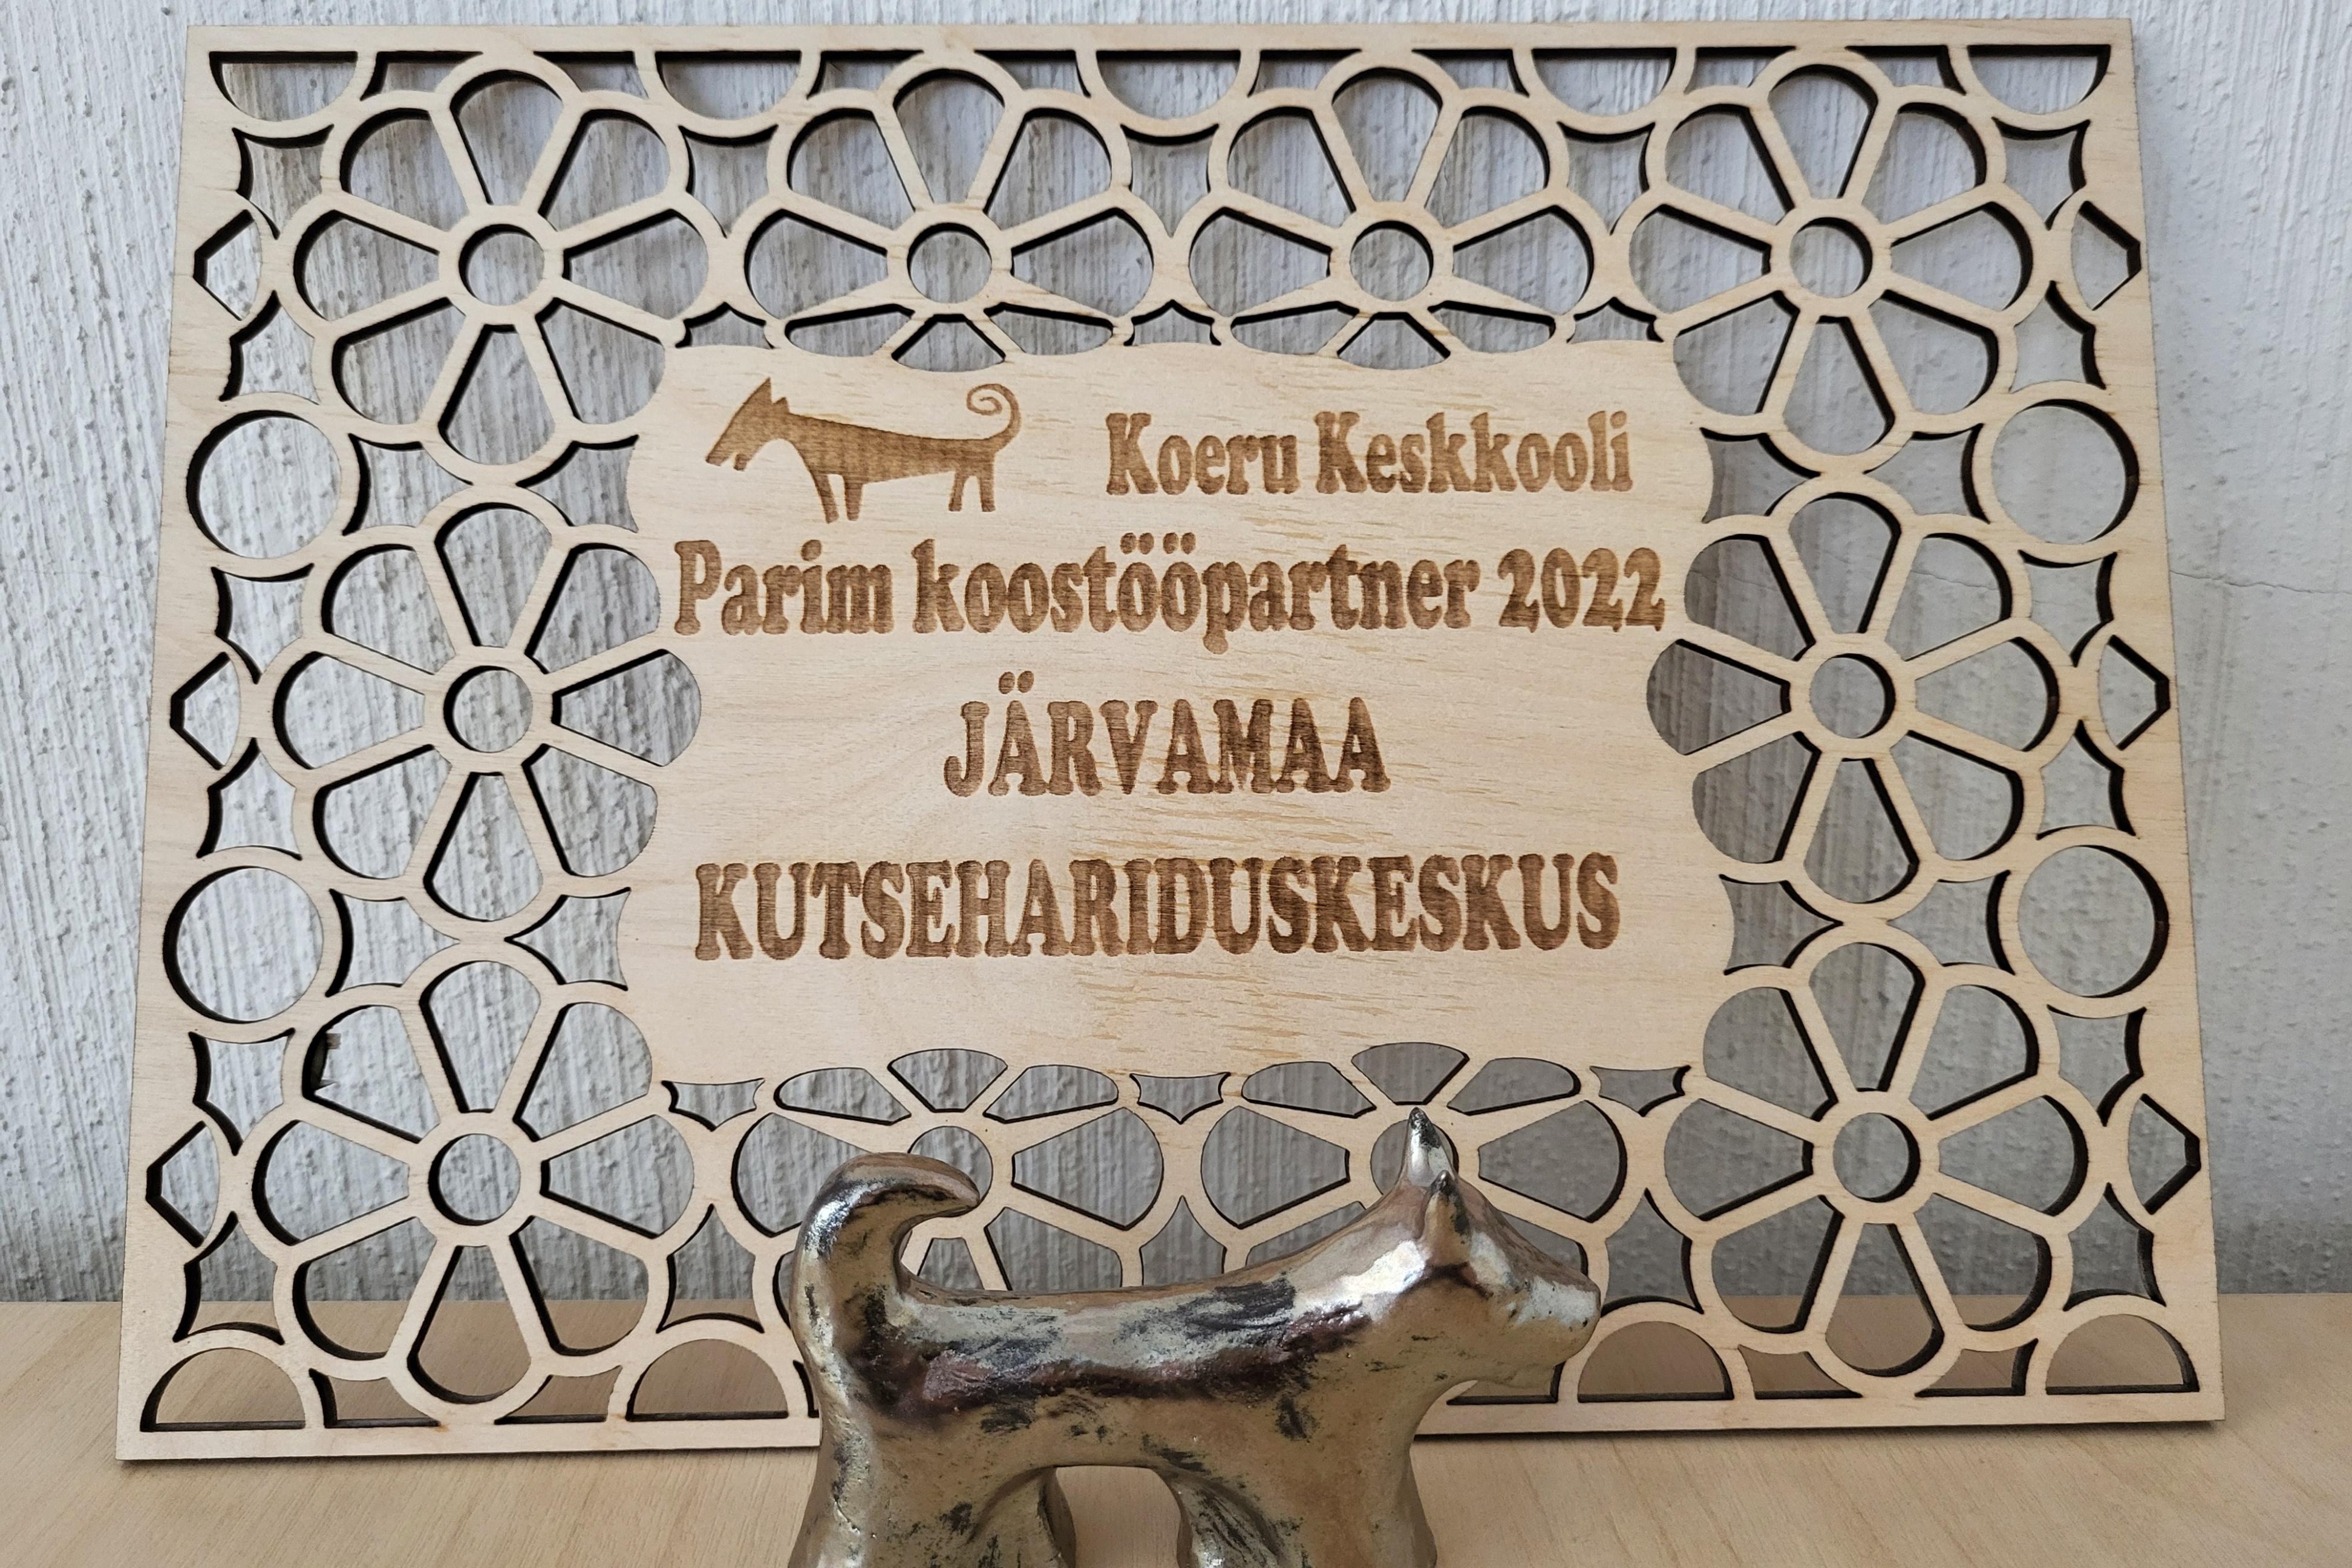 Koeru Keskkooli
Parim koostööpartner 2022
JÄRVAMAA
KUTSEHARIDUSKESKUS